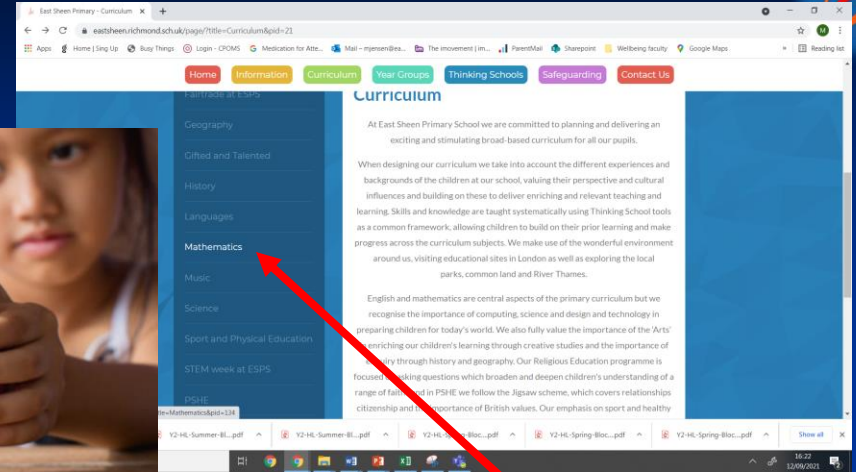 East Sheen Primary - Curriculum
eastsheen.richmond.sch.uk/page/?title=Curriculum&pid=21
M
Apps Home | Sing Up Busy Things Login - CPOMS Medication for Atte... Mail – mjensen@ea... The imovement | im... ParentMail Sharepoint Wellbeing faculty Google Maps » Reading list
Home Information Curriculum Year Groups Thinking Schools Safeguarding Contact Us
Fairtrade at ESPS
Geography
Gifted and Talented
History
Languages
Mathematics
Music
Science
Sport and Physical Education
STEM week at ESPS
PSHE
Curriculum
At East Sheen Primary School we are committed to planning and delivering an
exciting and stimulating broad-based curriculum for all our pupils.
When designing our curriculum we take into account the different experiences and
backgrounds of the children at our school, valuing their perspective and cultural
influences and building on these to deliver enriching and relevant teaching and
learning. Skills and knowledge are taught systematically using Thinking School tools
as a common framework, allowing children to build on their prior learning and make
progress across the curriculum subjects. We make use of the wonderful environment
around us, visiting educational sites in London as well as exploring the local
parks, common land and River Thames.
English and mathematics are central aspects of the primary curriculum but we
recognise the importance of computing, science and design and technology in
preparing children for today's world. We also fully value the importance of the 'Arts'
enriching our children's learning through creative studies and the importance of
through history and geography. Our Religious Education programme is
focused asking questions which broaden and deepen children's understanding of a
range of and in PSHE we follow the Jigsaw scheme, which covers relationships
citizenship and importance of British values. Our emphasis on sport and healthy
tle=Mathematics&pid=134
Y2-HL-Summer-Bl....pdf Y2-HL-Summer-Bl....pdf Y2-HL-Spring-Bloc....pdf Y2-HL-Spring-Bloc....pdf Y2-HL-Spring-Bloc....pdf Show all
16:22
12/09/2021